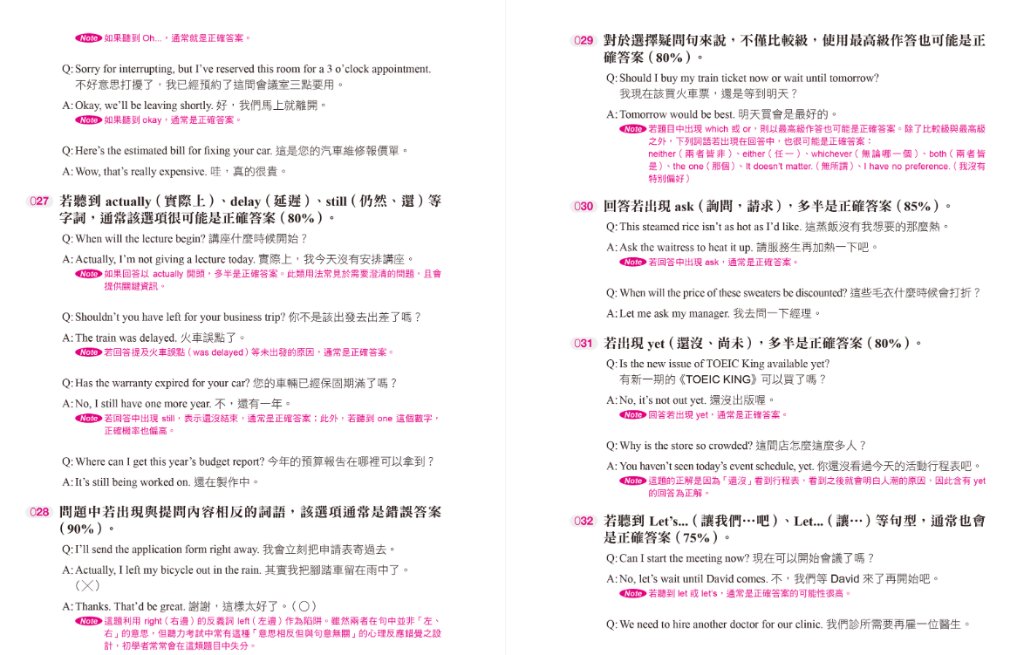 Note 如果聽到 Oh...，通常就是正確答案。
Q: Sorry for interrupting, but I've reserved this room for a 3 o'clock appointment.
不好意思打擾了，我已經預約了這間會議室三點要用。
A: Okay, we'll be leaving shortly. 好，我們馬上就離開。
Note 如果聽到 okay，通常是正確答案。
Q: Here's the estimated bill for fixing your car. 這是您的汽車維修報價單。
A: Wow, that's really expensive. 哇，真的很貴。
027 若聽到 actually（實際上）、delay（延遲）、still（仍然、還）等
字詞，通常該選項很可能是正確答案（80%）。
Q: When will the lecture begin? 講座什麼時候開始？
A: Actually, I'm not giving a lecture today. 實際上，我今天沒有安排講座。
Note 如果回答以 actually 開頭，多半是正確答案。此類用法常見於需要澄清的問題，且會
提供關鍵資訊。
Q: Shouldn't you have left for your business trip? 你不是該出發去出差了嗎？
A: The train was delayed. 火車誤點了。
Note 若回答提及火車誤點（was delayed）等未出發的原因，通常是正確答案。
Q: Has the warranty expired for your car? 您的車輛已經保固期滿了嗎？
A: No, I still have one more year. 不，還有一年。
Note 若回答中出現 still，表示還沒結束，通常是正確答案；此外，若聽到 one 這個數字，
正確機率也偏高。
Q: Where can I get this year's budget report? 今年的預算報告在哪裡可以拿到？
A: It's still being worked on. 還在製作中。
028 問題中若出現與提問內容相反的詞語，該選項通常是錯誤答案
（90%）。
Q: I'll send the application form right away. 我會立刻把申請表寄過去。
A: Actually, I left my bicycle out in the rain. 其實我把腳踏車留在雨中了。
（╳）
A: Thanks. That'd be great. 謝謝，這樣太好了。（○）
Note 這題利用 right（右邊）的反義詞 left（左邊）作為陷阱。雖然兩者在句中並非「左、
右」的意思，但聽力考試中常有這種「意思相反但與句意無關」的心理反應錯覺之設
計，初學者常常會在這類題目中失分。
029 對於選擇疑問句來說，不僅比較級，使用最高級作答也可能是正
確答案（80%）。
Q: Should I buy my train ticket now or wait until tomorrow?
我現在該買火車票，還是等到明天？
A: Tomorrow would be best. 明天買會是最好的。
Note 若題目中出現 which 或 or，則以最高級作答也可能是正確答案。除了比較級與最高級
之外，下列詞語若出現在回答中，也很可能是正確答案：
neither（兩者皆非）、either（任一）、whichever（無論哪一個）、both（兩者皆
是）、the one（那個）、It doesn't matter.（無所謂）、I have no preference.（我沒有
特別偏好）
030 回答若出現 ask（詢問，請求），多半是正確答案（85%）。
Q: This steamed rice isn't as hot as I'd like. 這蒸飯沒有我想要的那麼熱。
A: Ask the waitress to heat it up. 請服務生再加熱一下吧。
Note 若回答中出現 ask，通常是正確答案。
Q: When will the price of these sweaters be discounted? 這些毛衣什麼時候會打折？
A: Let me ask my manager. 我去問一下經理。
031 若出現 yet（還沒、尚未），多半是正確答案（80%）。
Q: Is the new issue of TOEIC King available yet?
有新一期的《TOEIC KING》可以買了嗎？
A: No, it's not out yet. 還沒出版喔。
Note 回答若出現 yet，通常是正確答案。
Q: Why is the store so crowded? 這間店怎麼這麼多人？
A: You haven't seen today's event schedule, yet. 你還沒看過今天的活動行程表吧。
Note 這題的正解是因為「還沒」看到行程表，看到之後就會明白人潮的原因，因此含有 yet
的回答為正解。
032 若聽到 Let's...（讓我們…吧）、Let...（讓…）等句型，通常也會
是正確答案（75%）。
Q: Can I start the meeting now? 現在可以開始會議了嗎？
A: No, let's wait until David comes. 不，我們等 David 來了再開始吧。
Note 若聽到 let 或 let's，通常是正確答案的可能性很高。
Q: We need to hire another doctor for our clinic. 我們診所需要再雇一位醫生。